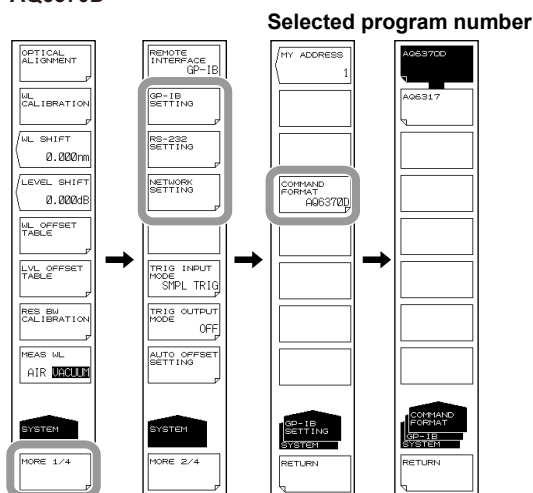 Selected program number
OPTICAL
ALIGNMENT
WL
CALIBRATION
WL SHIFT
0.000nm
LEVEL SHIFT
0.000dB
WL OFFSET
TABLE
LVL OFFSET
TABLE
RES BW
CALIBRATION
MEAS WL
AIR VACUUM
SYSTEM
MORE 1/4
REMOTE
INTERFACE
GP-IB
GP-IB
SETTING
RS-232
SETTING
NETWORK
SETTING
TRIG INPUT
MODE
SMPL TRIG
TRIG OUTPUT
MODE
OFF
AUTO OFFSET
SETTING
SYSTEM
MORE 2/4
MY ADDRESS
1
COMMAND
FORMAT
AQ6370D
GP-IB
SETTING
SYSTEM
RETURN
AQ6370D
AQ6317
COMMAND
FORMAT
GP-IB
SYSTEM
RETURN